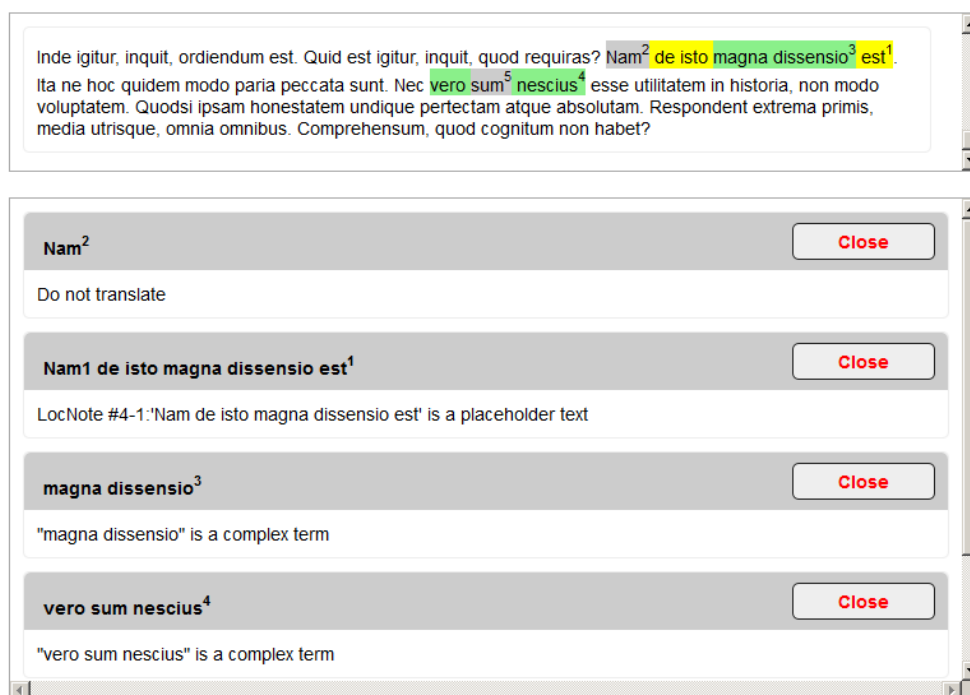 Inde igitur, inquit, ordiendum est. Quid est igitur, inquit, quod requiras? Nam² de isto magna dissensio³ est¹.
Ita ne hoc quidem modo paria peccata sunt. Nec vero sum⁵ nescius⁴ esse utilitatem in historia, non modo
voluptatem. Quodsi ipsam honestatem undique pertectam atque absolutam. Respondent extrema primis,
media utrisque, omnia omnibus. Comprehensum, quod cognitum non habet?
Nam² Close
Do not translate
Nam1 de isto magna dissensio est¹ Close
LocNote #4-1:'Nam de isto magna dissensio est' is a placeholder text
magna dissensio³ Close
"magna dissensio" is a complex term
vero sum nescius⁴ Close
"vero sum nescius" is a complex term